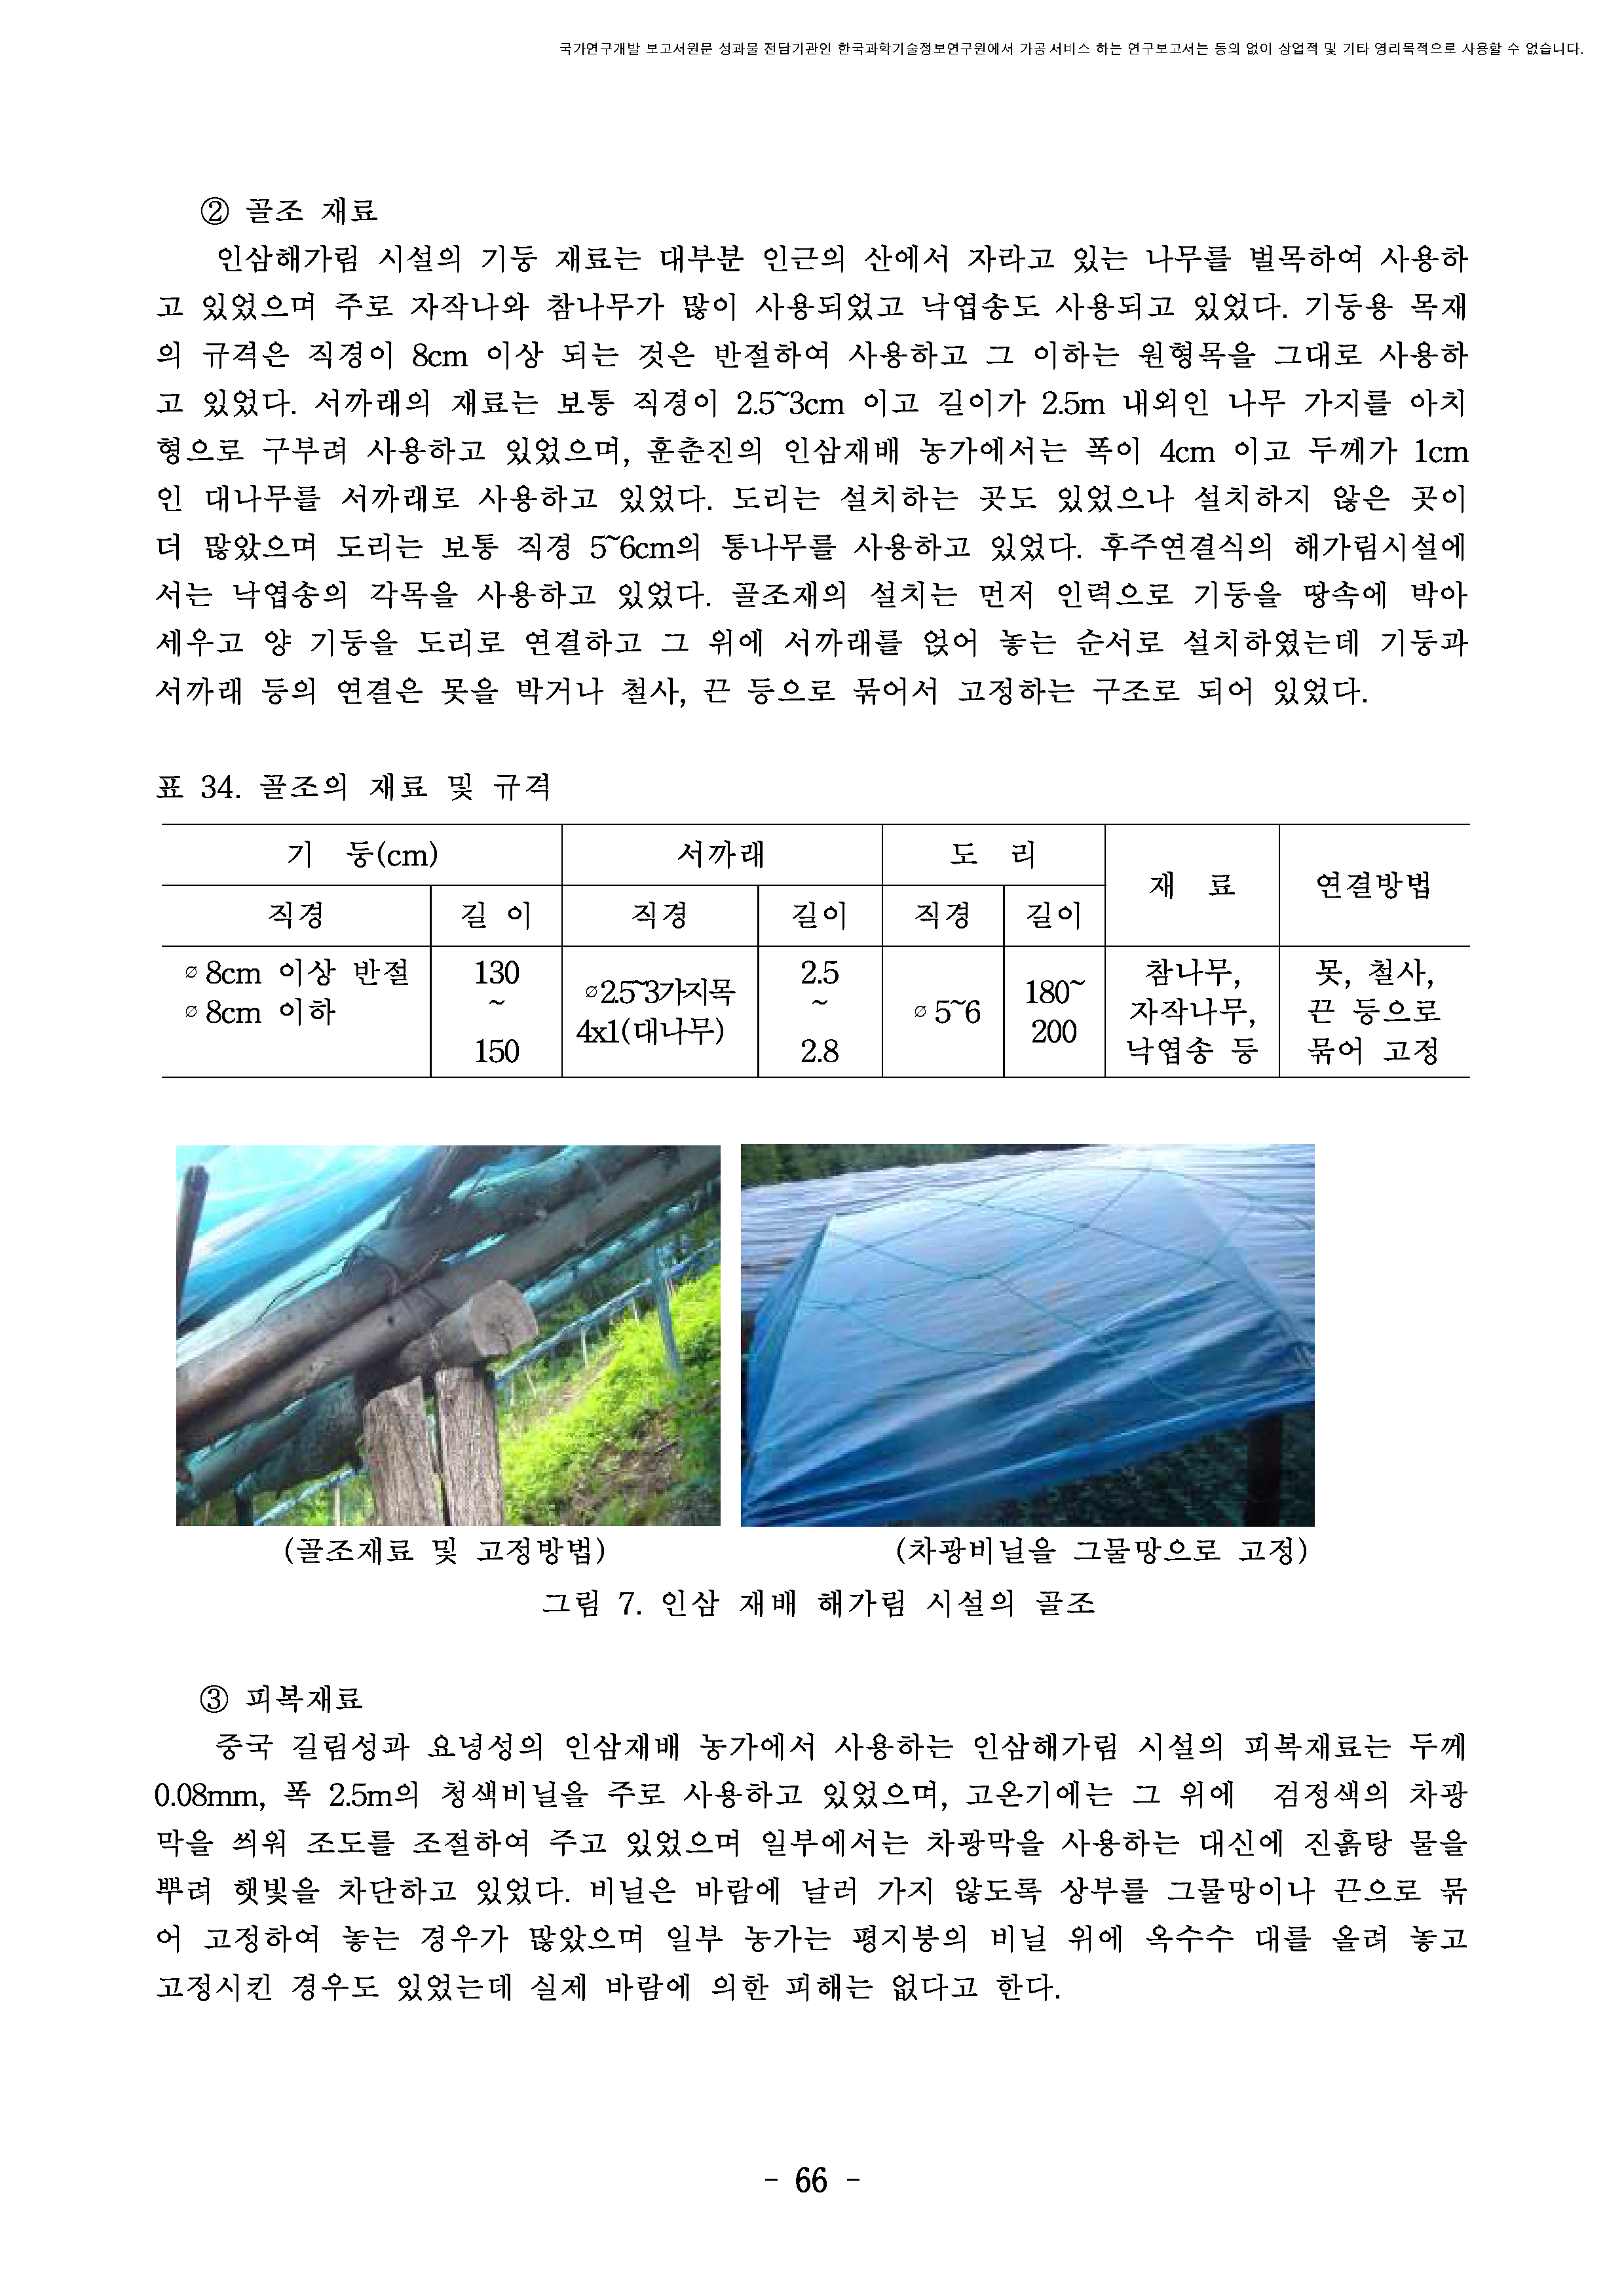 국가연구개발 보고서원문 성과물 전담기관인 한국과학기술정보연구원에서 가공·서비스 하는 연구보고서는 동의 없이 상업적 및 기타 영리목적으로 사용할 수 없습니다.
② 골조 재료
인삼해가림 시설의 기둥 재료는 대부분 인근의 산에서 자라고 있는 나무를 벌목하여 사용하
고 있었으며 주로 자작나와 참나무가 많이 사용되었고 낙엽송도 사용되고 있었다. 기둥용 목재
의 규격은 직경이 8cm 이상 되는 것은 반절하여 사용하고 그 이하는 원형목을 그대로 사용하
고 있었다. 서까래의 재료는 보통 직경이 2.5~3cm 이고 길이가 2.5m 내외인 나무 가지를 아치
형으로 구부려 사용하고 있었으며, 훈춘진의 인삼재배 농가에서는 폭이 4cm 이고 두께가 1cm
인 대나무를 서까래로 사용하고 있었다. 도리는 설치하는 곳도 있었으나 설치하지 않은 곳이
더 많았으며 도리는 보통 직경 5~6cm의 통나무를 사용하고 있었다. 후주연결식의 해가림시설에
서는 낙엽송의 각목을 사용하고 있었다. 골조재의 설치는 먼저 인력으로 기둥을 땅속에 박아
세우고 양 기둥을 도리로 연결하고 그 위에 서까래를 얹어 놓는 순서로 설치하였는데 기둥과
서까래 등의 연결은 못을 박거나 철사, 끈 등으로 묶어서 고정하는 구조로 되어 있었다.
표 34. 골조의 재료 및 규격
기 둥(cm) 서까래 도 리 재 료 연결방법
직경 길 이 직경 길이 직경 길이
⌀8cm 이상 반절 130 2.5 참나무, 못, 철사,
⌀2.5~3가지목 180~
⌀8cm 이하 ~ ~ ⌀5~6 자작나무, 끈 등으로
4x1(대나무) 200
150 2.8 낙엽송 등 묶어 고정
(골조재료 및 고정방법) (차광비닐을 그물망으로 고정)
그림 7. 인삼 재배 해가림 시설의 골조
③ 피복재료
중국 길림성과 요녕성의 인삼재배 농가에서 사용하는 인삼해가림 시설의 피복재료는 두께
0.08mm, 폭 2.5m의 청색비닐을 주로 사용하고 있었으며, 고온기에는 그 위에 검정색의 차광
막을 씌워 조도를 조절하여 주고 있었으며 일부에서는 차광막을 사용하는 대신에 진흙탕 물을
뿌려 햇빛을 차단하고 있었다. 비닐은 바람에 날러 가지 않도록 상부를 그물망이나 끈으로 묶
어 고정하여 놓는 경우가 많았으며 일부 농가는 평지붕의 비닐 위에 옥수수 대를 올려 놓고
고정시킨 경우도 있었는데 실제 바람에 의한 피해는 없다고 한다.
- 66 -